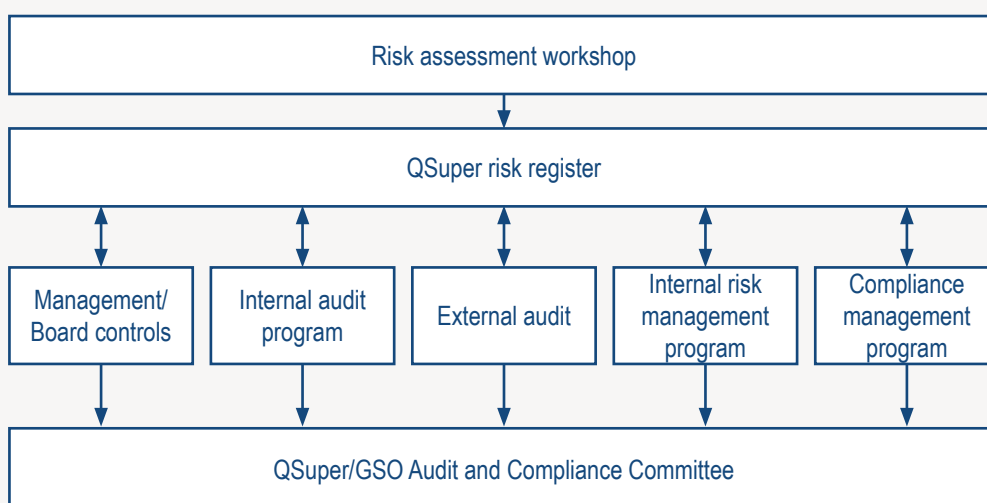 Risk assessment workshop
QSuper risk register
Management/
Board controls
Internal audit
program
External audit
Internal risk
management
program
Compliance
management
program
QSuper/GSO Audit and Compliance Committee